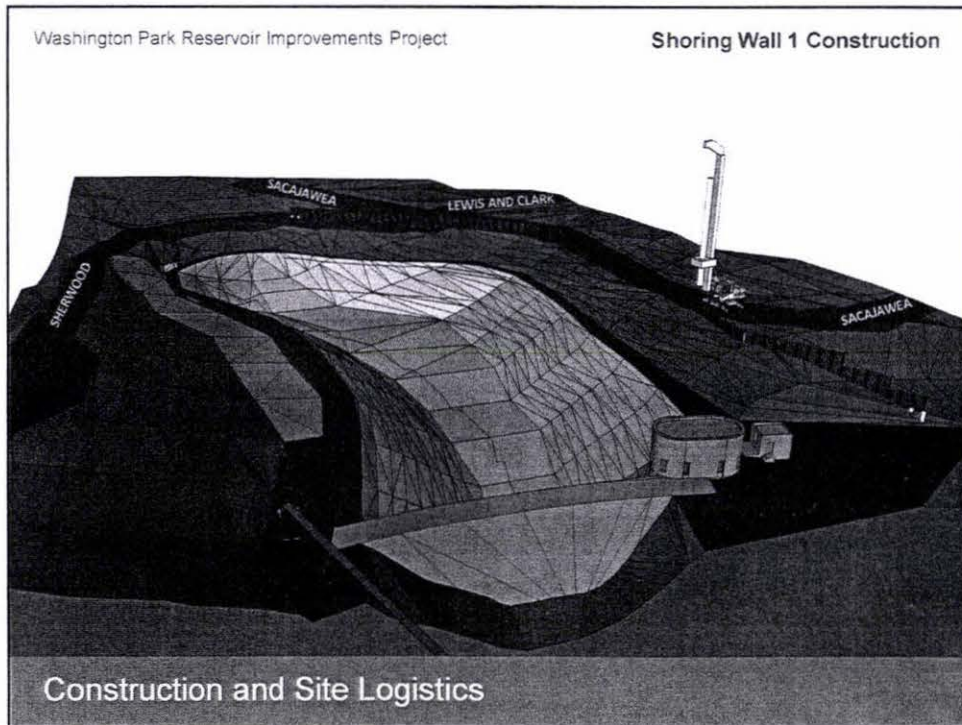 Washington Park Reservoir Improvements Project
Shoring Wall 1 Construction
SACAJAWEA
LEWIS AND CLARK
SHERWOOD
SACAJAWEA
Construction and Site Logistics